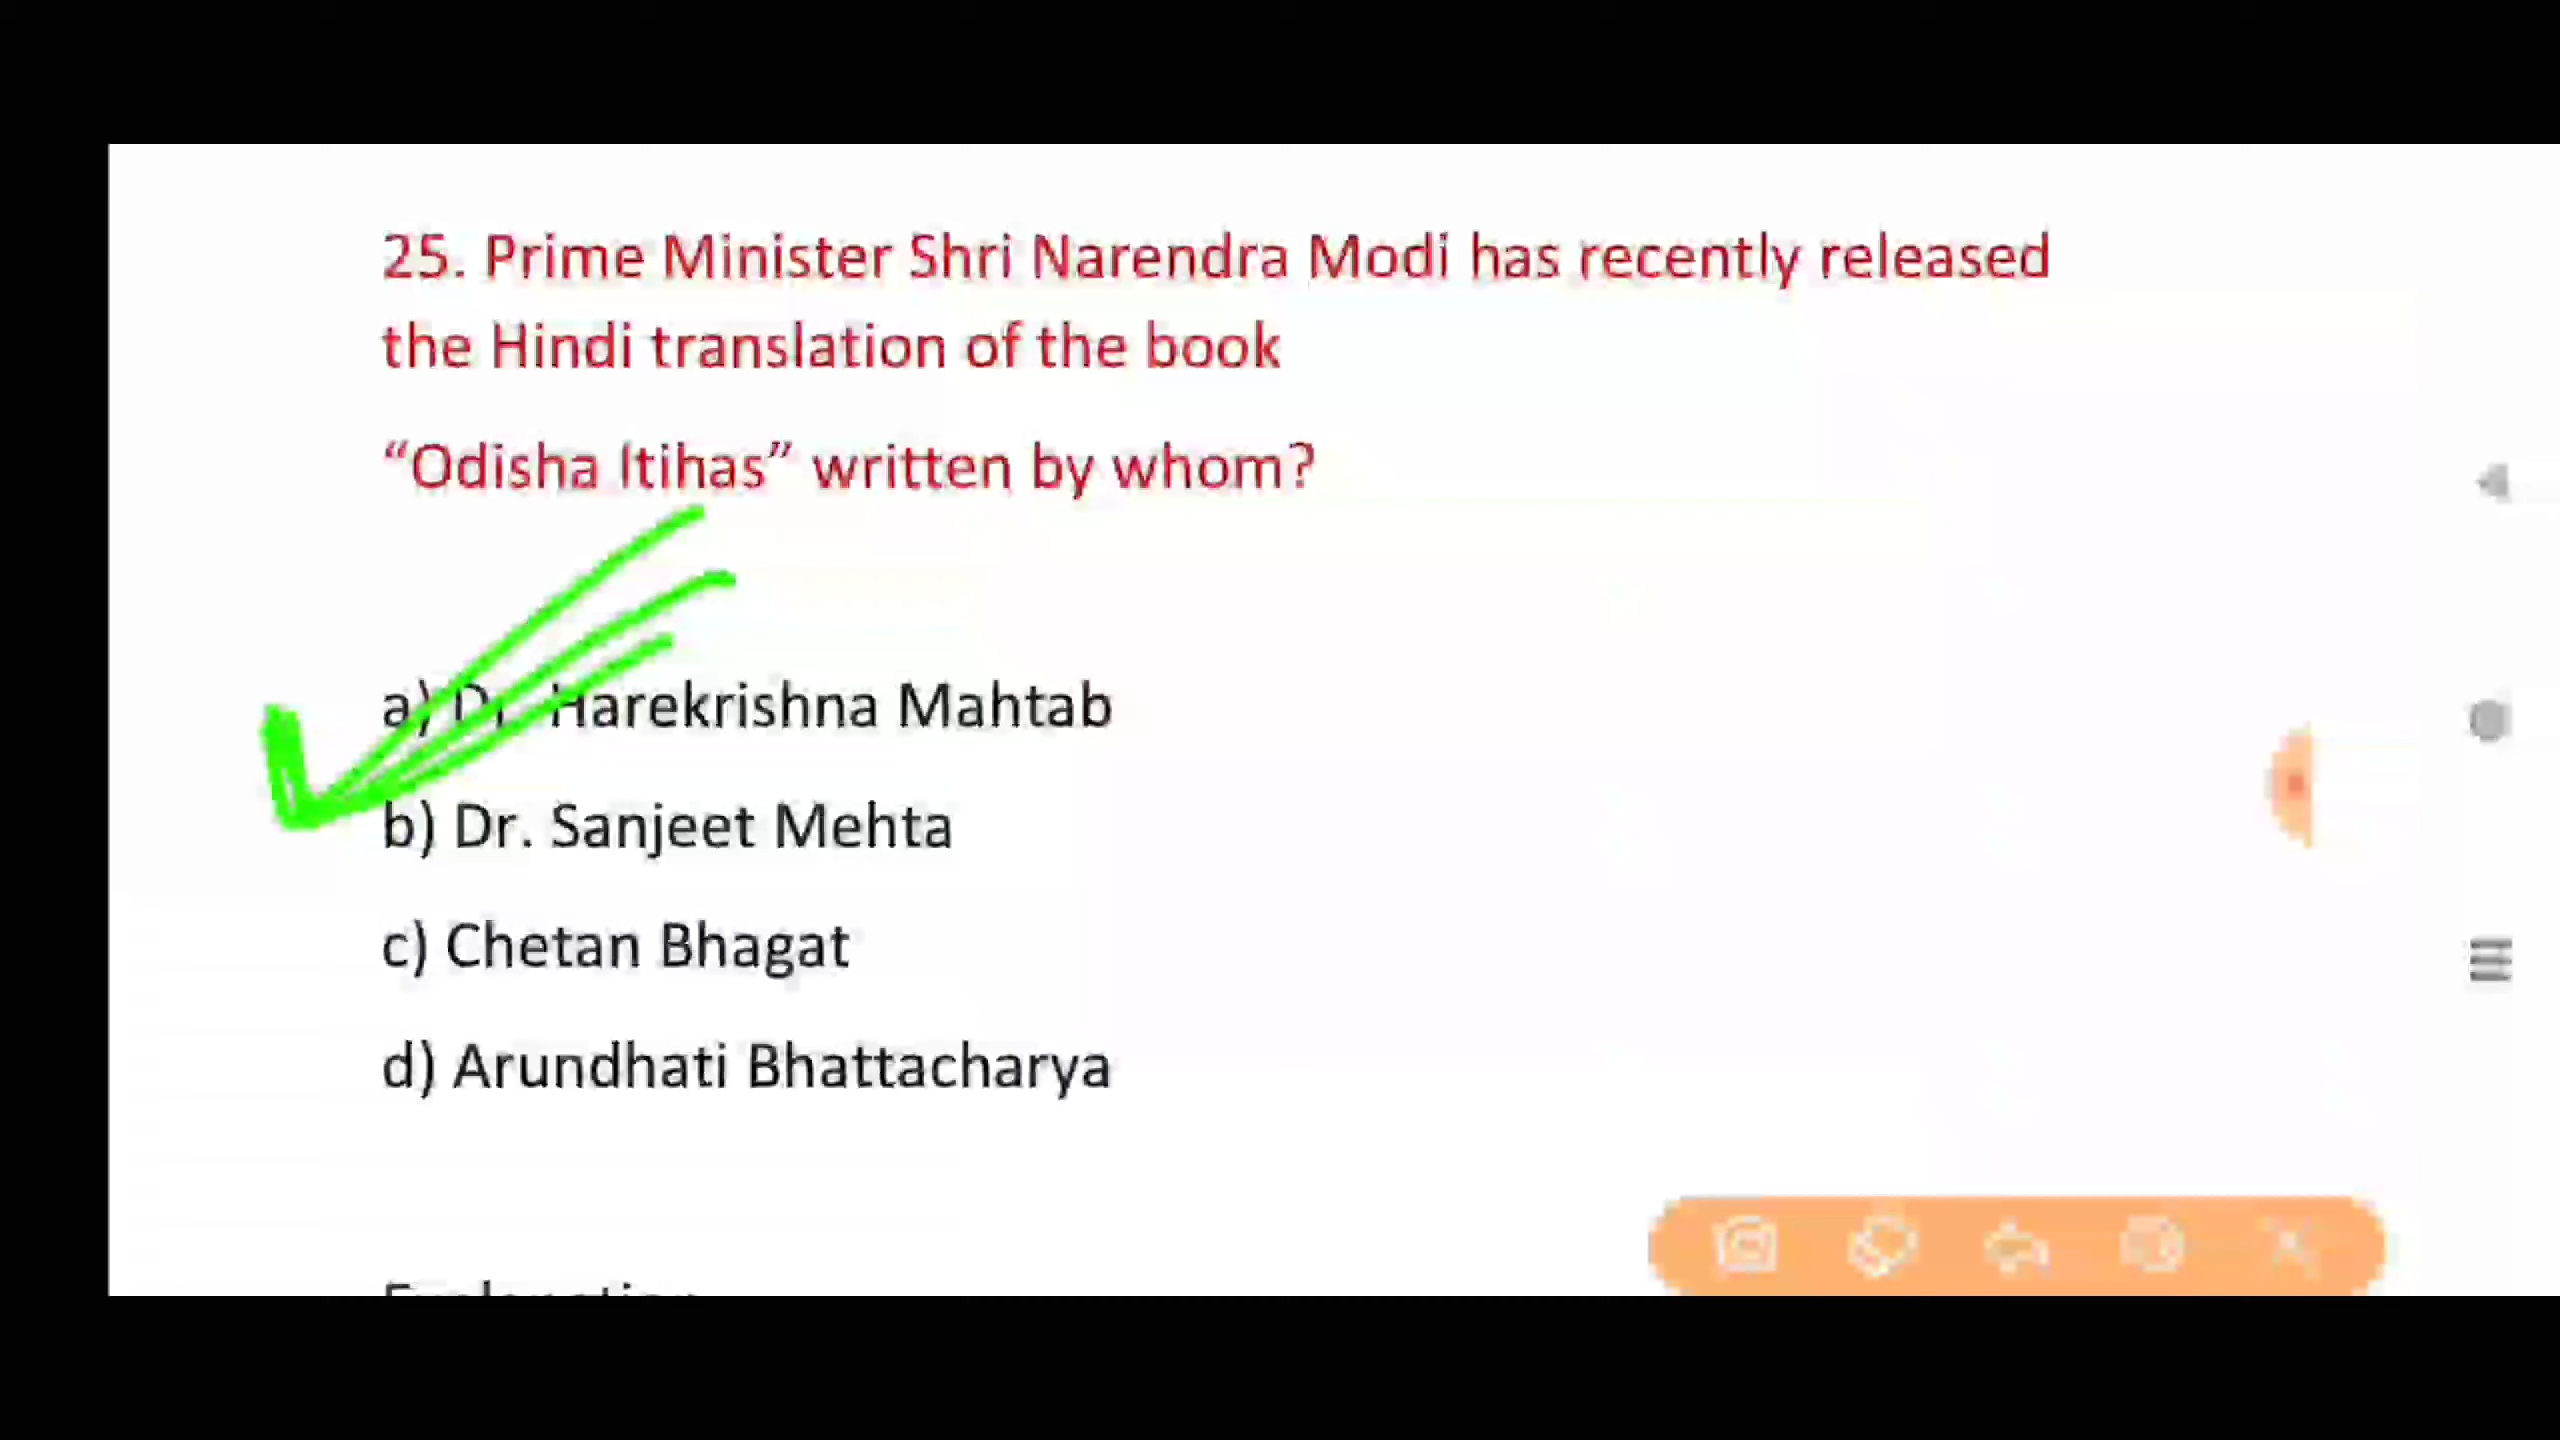 25. Prime Minister Shri Narendra Modi has recently released
the Hindi translation of the book
“Odisha Itihas” written by whom?
a) Dr. Harekrishna Mahtab
b) Dr. Sanjeet Mehta
c) Chetan Bhagat
d) Arundhati Bhattacharya